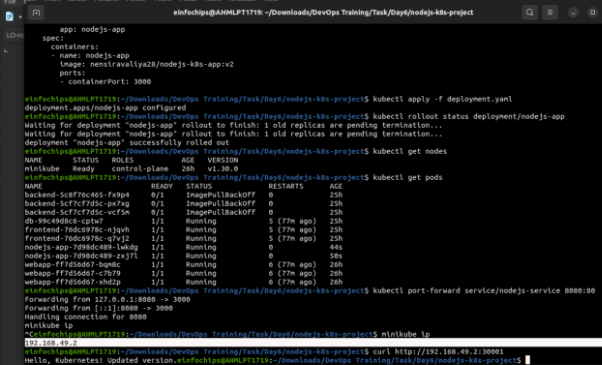 File
einfochips@AHMLPT1719: ~/Downloads/DevOps Training/Task/Day6/nodejs-k8s-project
LO-no
app: nodejs-app
spec:
containers:
- name: nodejs-app
image: nensiravaliya28/nodejs-k8s-app:v2
ports:
- containerPort: 3000
einfochips@AHMLPT1719:~/Downloads/DevOps Training/Task/Day6/nodejs-k8s-project$ kubectl apply -f deployment.yaml
deployment.apps/nodejs-app configured
einfochips@AHMLPT1719:~/Downloads/DevOps Training/Task/Day6/nodejs-k8s-project$ kubectl rollout status deployment/nodejs-app
Waiting for deployment "nodejs-app" rollout to finish: 1 old replicas are pending termination...
Waiting for deployment "nodejs-app" rollout to finish: 1 old replicas are pending termination...
deployment "nodejs-app" successfully rolled out
einfochips@AHMLPT1719:~/Downloads/DevOps Training/Task/Day6/nodejs-k8s-project$ kubectl get nodes
NAME STATUS ROLES AGE VERSION
minikube Ready control-plane 26h v1.30.0
einfochips@AHMLPT1719:~/Downloads/DevOps Training/Task/Day6/nodejs-k8s-project$ kubectl get pods
NAME READY STATUS RESTARTS AGE
backend-5c8f76c465-fx9p4 0/1 ImagePullBackOff 0 25h
backend-5cf7cf7d5c-px7xg 0/1 ImagePullBackOff 0 25h
backend-5cf7cf7d5c-vcf5m 0/1 ImagePullBackOff 0 25h
db-99c49d8c6-cptw7 1/1 Running 5 (77m ago) 25h
frontend-76dc6978c-njqvh 1/1 Running 5 (77m ago) 25h
frontend-76dc6978c-q7vj2 1/1 Running 5 (77m ago) 25h
nodejs-app-7d98dc489-lwkdg 1/1 Running 0 44s
nodejs-app-7d98dc489-zxj7l 1/1 Running 0 50s
webapp-ff7d56d67-bqm8c 1/1 Running 6 (77m ago) 26h
webapp-ff7d56d67-c7b79 1/1 Running 6 (77m ago) 26h
webapp-ff7d56d67-xhd2p 1/1 Running 6 (77m ago) 26h
einfochips@AHMLPT1719:~/Downloads/DevOps Training/Task/Day6/nodejs-k8s-project$ kubectl port-forward service/nodejs-service 8080:80
Forwarding from 127.0.0.1:8080 -> 3000
Forwarding from [::1]:8080 -> 3000
Handling connection for 8080
minikube ip
^Ceinfochips@AHMLPT1719:~/Downloads/DevOps Training/Task/Day6/nodejs-k8s-project$ minikube ip
192.168.49.2
einfochips@AHMLPT1719:~/Downloads/DevOps Training/Task/Day6/nodejs-k8s-project$ curl http://192.168.49.2:30001
Hello, Kubernetes! Updated version.einfochips@AHMLPT1719:~/Downloads/DevOps Training/Task/Day6/nodejs-k8s-project$